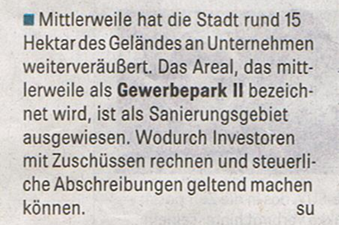 ■ Mittlerweile hat die Stadt rund 15
Hektar des Geländes an Unternehmen
weiterveräußert. Das Areal, das mitt-
lerweile als Gewerbepark II bezeich-
net wird, ist als Sanierungsgebiet
ausgewiesen. Wodurch Investoren
mit Zuschüssen rechnen und steuerli-
che Abschreibungen geltend machen
können. su